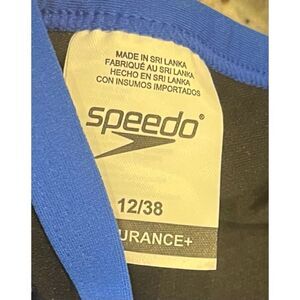 MADE IN SRI LANKA
FABRIQUÉ AU SRI LANKA
HECHO EN SRI LANKA
CON INSUMOS IMPORTADOS
speedo®
12/38
URANCE+